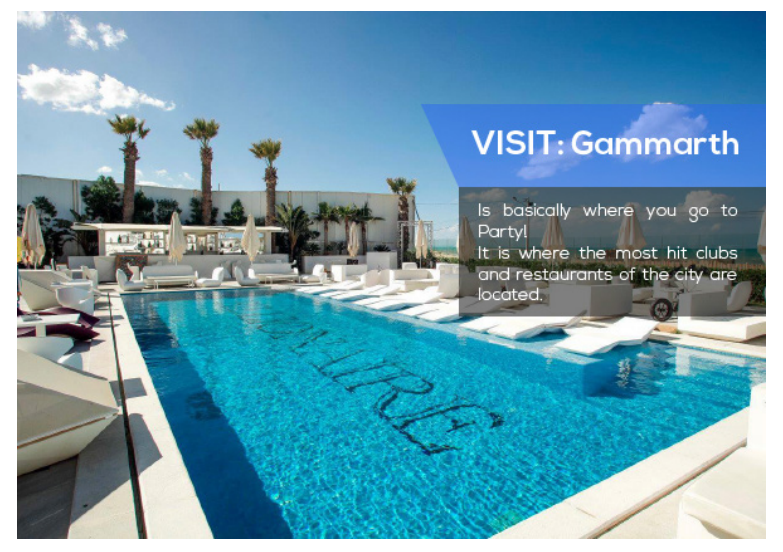 VISIT: Gammarth
Is basically where you go to
Party!
It is where the most hit clubs
and restaurants of the city are
located.